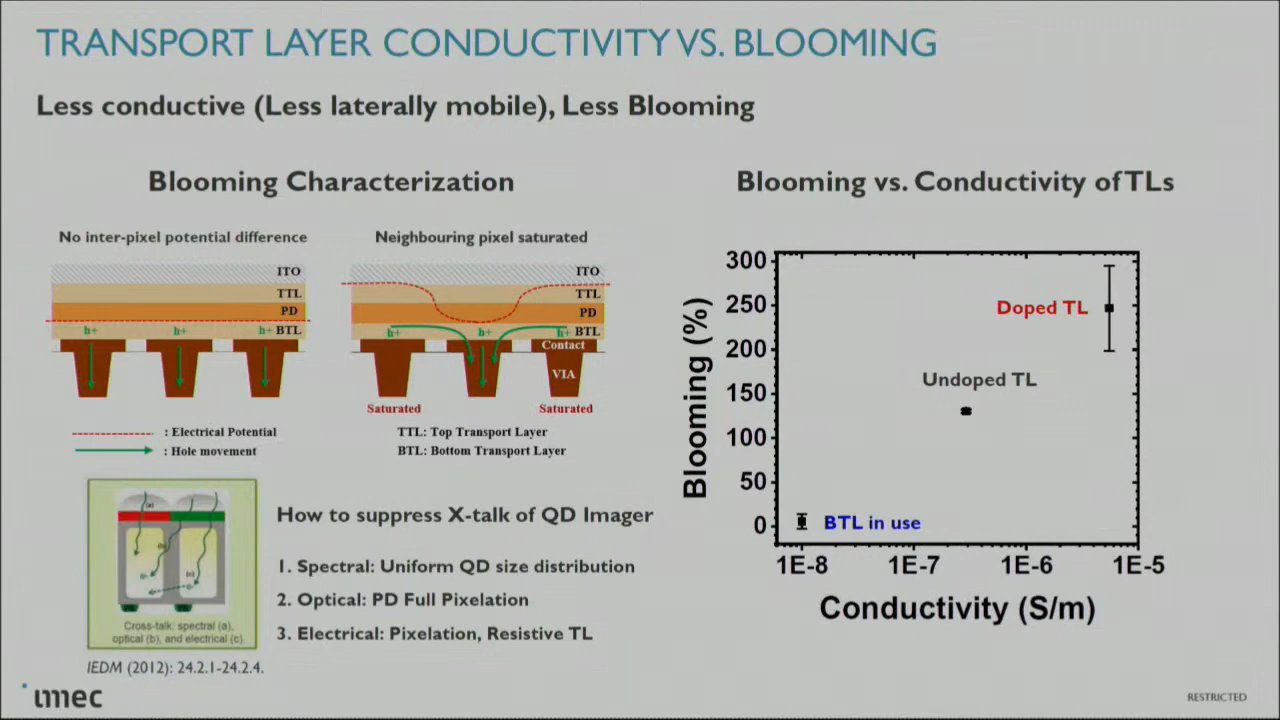 TRANSPORT LAYER CONDUCTIVITY VS. BLOOMING
Less conductive (Less laterally mobile), Less Blooming
Blooming Characterization
No inter-pixel potential difference
ITO
TTL
PD
h+
h+
h+ BTL
Neighbouring pixel saturated
ITO
TTL
PD
h+
h+
h+ BTL
Contact
VIA
Saturated
Saturated
: Electrical Potential
: Hole movement
TTL: Top Transport Layer
BTL: Bottom Transport Layer
(a)
(b)
(c)
Cross-talk: spectral (a),
optical (b), and electrical (c).
IEDM (2012): 24.2.1-24.2.4.
How to suppress X-talk of QD Imager
1. Spectral: Uniform QD size distribution
2. Optical: PD Full Pixelation
3. Electrical: Pixelation, Resistive TL
Blooming vs. Conductivity of TLs
Blooming (%)
300
250
200
150
100
50
0
Doped TL
Undoped TL
BTL in use
1E-8
1E-7
1E-6
1E-5
Conductivity (S/m)
imec
RESTRICTED